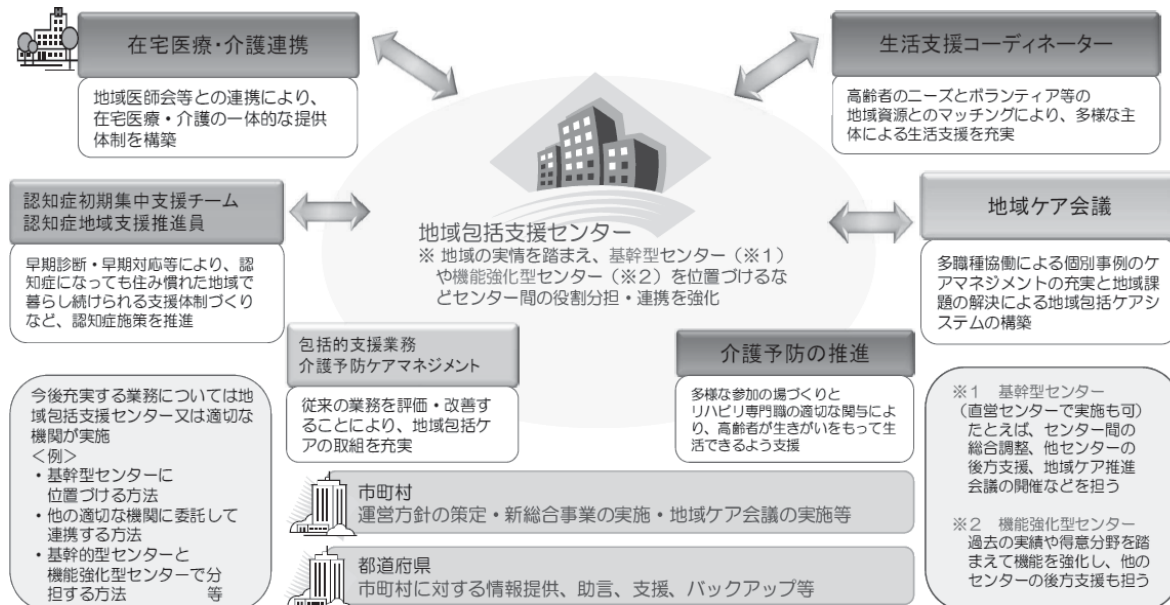 在宅医療・介護連携
地域医師会等との連携により、
在宅医療・介護の一体的な提供
体制を構築
生活支援コーディネーター
高齢者のニーズとボランティア等の
地域資源とのマッチングにより、多様な主
体による生活支援を充実
認知症初期集中支援チーム
認知症地域支援推進員
早期診断・早期対応等により、認
知症になっても住み慣れた地域で
暮らし続けられる支援体制づくり
など、認知症施策を推進
地域包括支援センター
※ 地域の実情を踏まえ、基幹型センター（※１）
や機能強化型センター（※２）を位置づけるな
どセンター間の役割分担・連携を強化
地域ケア会議
多職種協働による個別事例のケ
アマネジメントの充実と地域課
題の解決による地域包括ケアシ
ステムの構築
包括的支援業務
介護予防ケアマネジメント
従来の業務を評価・改善す
ることにより、地域包括ケ
アの取組を充実
介護予防の推進
多様な参加の場づくりと
リハビリ専門職の適切な関与によ
り、高齢者が生きがいをもって生
活できるよう支援
今後充実する業務については地
域包括支援センター又は適切な
機関が実施
＜例＞
・基幹型センターに
位置づける方法
・他の適切な機関に委託して
連携する方法
・基幹的型センターと
機能強化型センターで分
担する方法　　　等
市町村
運営方針の策定・新総合事業の実施・地域ケア会議の実施等
都道府県
市町村に対する情報提供、助言、支援、バックアップ等
※１　基幹型センター
（直営センターで実施も可）
たとえば、センター間の
総合調整、他センターの
後方支援、地域ケア推進
会議の開催などを担う
※２　機能強化型センター
過去の実績や得意分野を踏
まえて機能を強化し、他の
センターの後方支援も担う